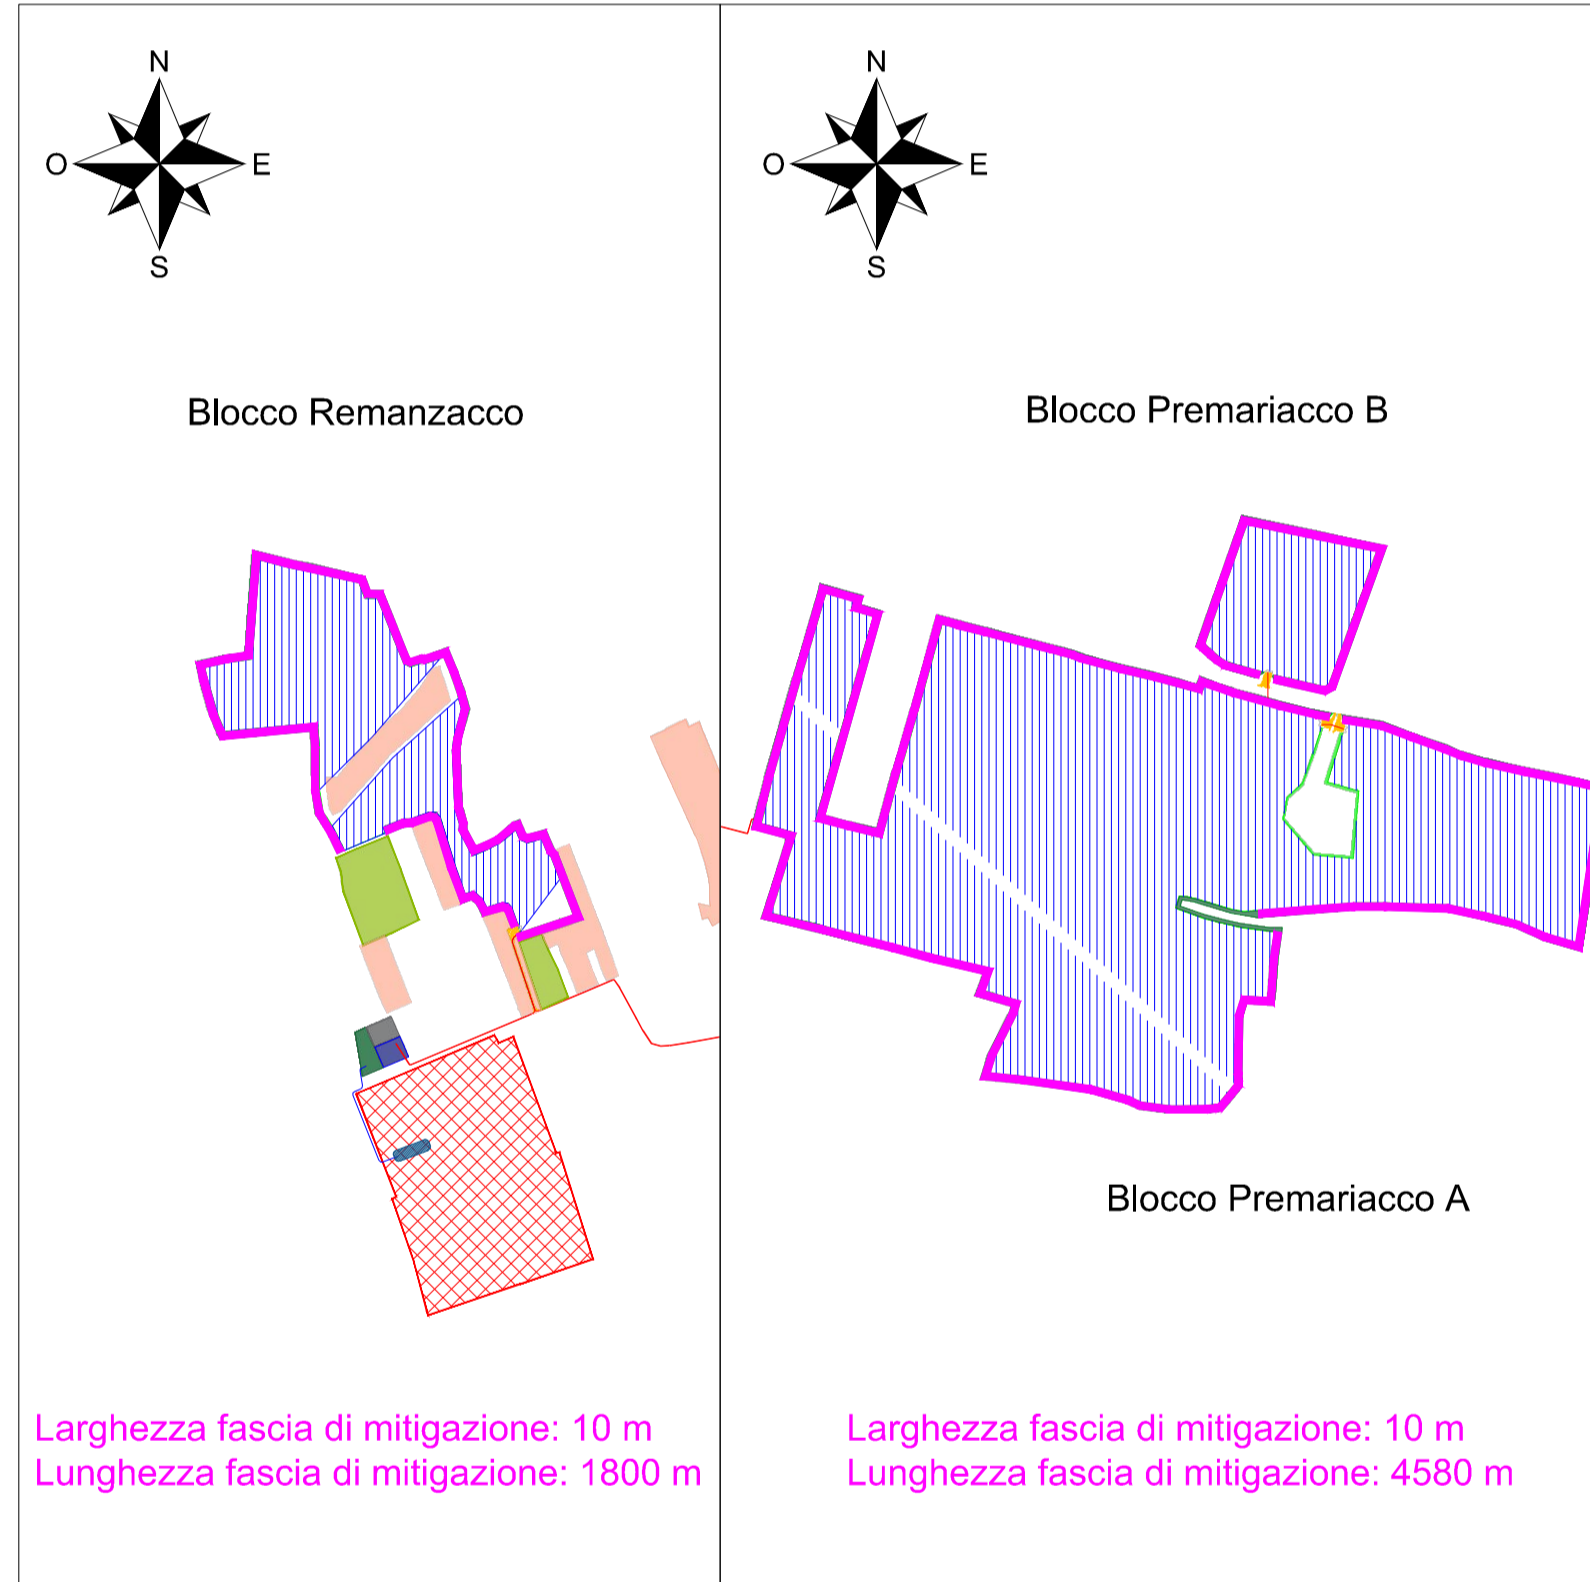 N
O
E
S
Blocco Remanzacco
Larghezza fascia di mitigazione: 10 m
Lunghezza fascia di mitigazione: 1800 m
N
O
E
S
Blocco Premariacco B
Blocco Premariacco A
Larghezza fascia di mitigazione: 10 m
Lunghezza fascia di mitigazione: 4580 m